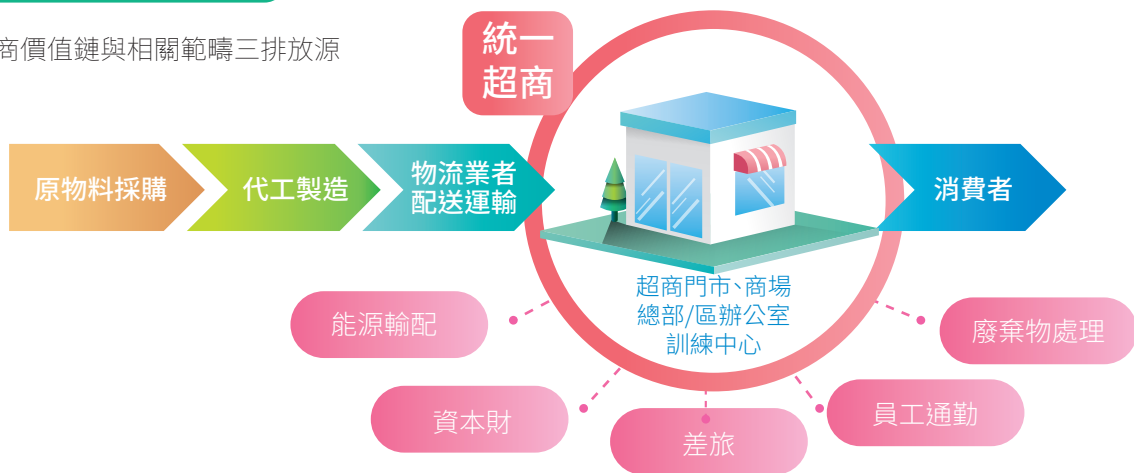 商價值鏈與相關範疇三排放源
統一
超商
原物料採購
代工製造
物流業者
配送運輸
消費者
超商門市、商場
總部/區辦公室
訓練中心
能源輸配
廢棄物處理
資本財
員工通勤
差旅